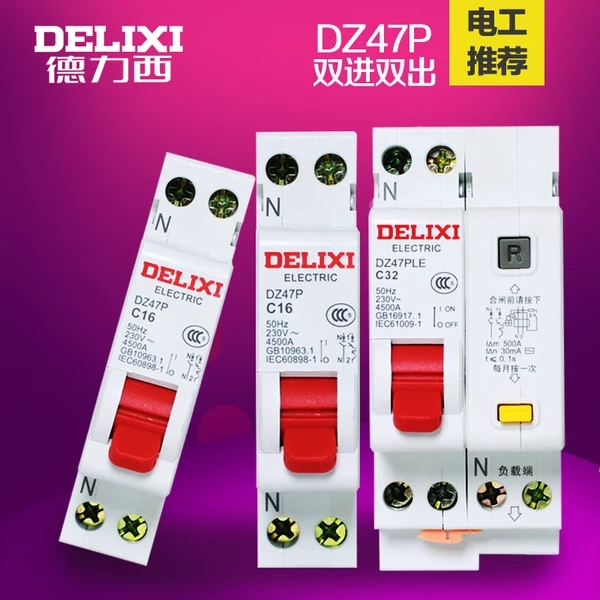 DELIXI
德力西
DZ47P
双进双出
电工
推荐
N
DELIXI
ELECTRIC
DZ47P
C16
50Hz
230V~
4500A
GB10963.1
IEC60898-1
CCC
S
N
N
DELIXI
ELECTRIC
DZ47P
C16
50Hz
230V~
4500A
GB10963.1
IEC60898-1
CCC
S
N
N
DELIXI
ELECTRIC
DZ47PLE
C32
50Hz
230V~
4500A
GB16917.1
IEC61009-1
CCC
S
I ON
O OFF
N
R
合闸前请按下
I∆m 500A
I∆n 30mA
t≤0.1s
每月按一次
N 负载端